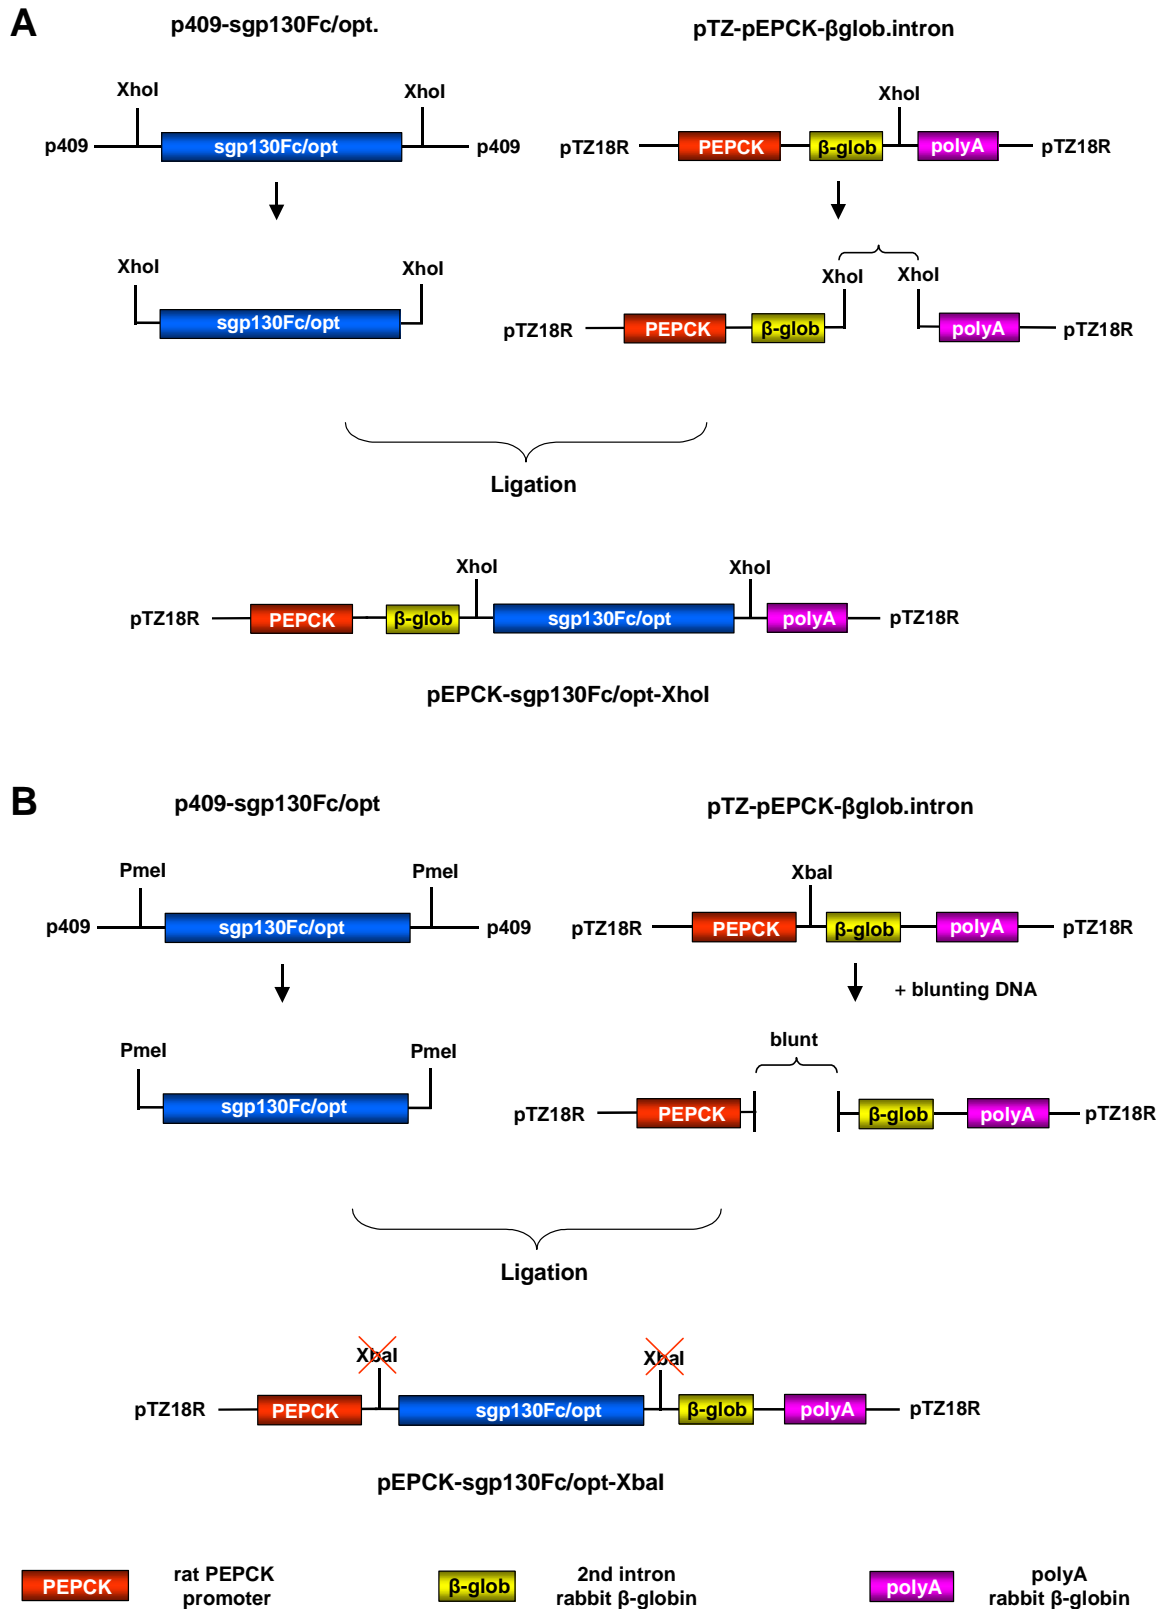 A
p409-sgp130Fc/opt.
pTZ-pEPCK-βglob.intron
XhoI
XhoI
XhoI
p409
sgp130Fc/opt
p409
pTZ18R
PEPCK
β-glob
polyA
pTZ18R
XhoI
XhoI
XhoI
XhoI
sgp130Fc/opt
pTZ18R
PEPCK
β-glob
polyA
pTZ18R
Ligation
XhoI
XhoI
pTZ18R
PEPCK
β-glob
sgp130Fc/opt
polyA
pTZ18R
pEPCK-sgp130Fc/opt-XhoI
B
p409-sgp130Fc/opt
pTZ-pEPCK-βglob.intron
PmeI
PmeI
XbaI
p409
sgp130Fc/opt
p409
pTZ18R
PEPCK
β-glob
polyA
pTZ18R
+ blunting DNA
PmeI
PmeI
blunt
sgp130Fc/opt
pTZ18R
PEPCK
β-glob
polyA
pTZ18R
Ligation
XbaI
XbaI
pTZ18R
PEPCK
sgp130Fc/opt
β-glob
polyA
pTZ18R
pEPCK-sgp130Fc/opt-XbaI
PEPCK
rat PEPCK
promoter
β-glob
2nd intron
rabbit β-globin
polyA
polyA
rabbit β-globin